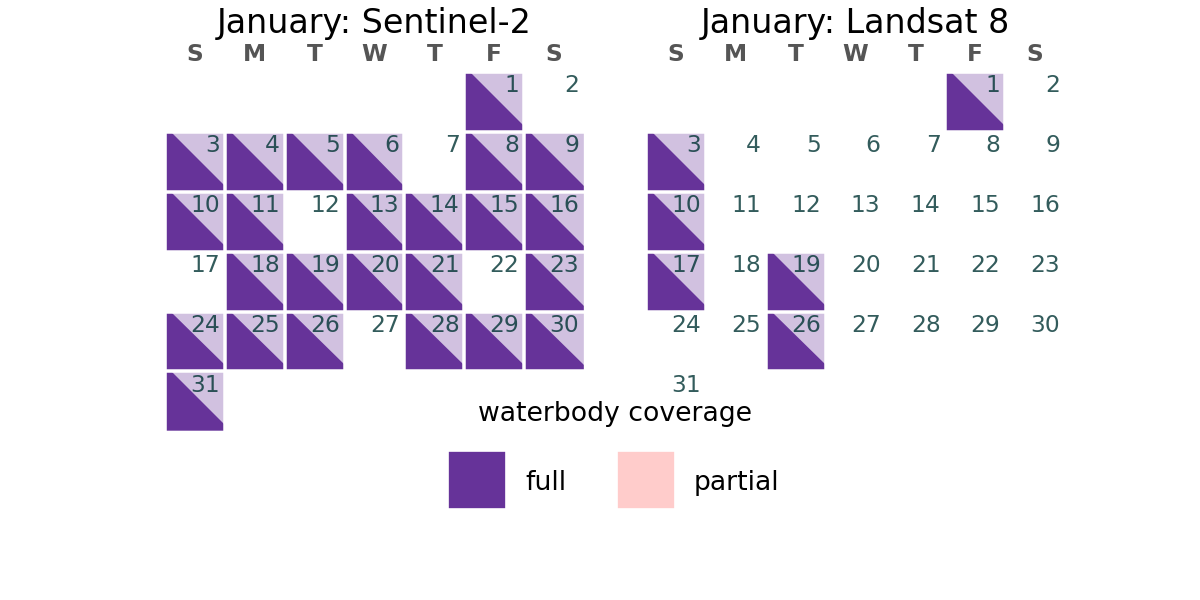 January: Sentinel-2
S M T W T F S
1 2
3 4 5 6 7 8 9
10 11 12 13 14 15 16
17 18 19 20 21 22 23
24 25 26 27 28 29 30
31
January: Landsat 8
S M T W T F S
1 2
3 4 5 6 7 8 9
10 11 12 13 14 15 16
17 18 19 20 21 22 23
24 25 26 27 28 29 30
31
waterbody coverage
full partial